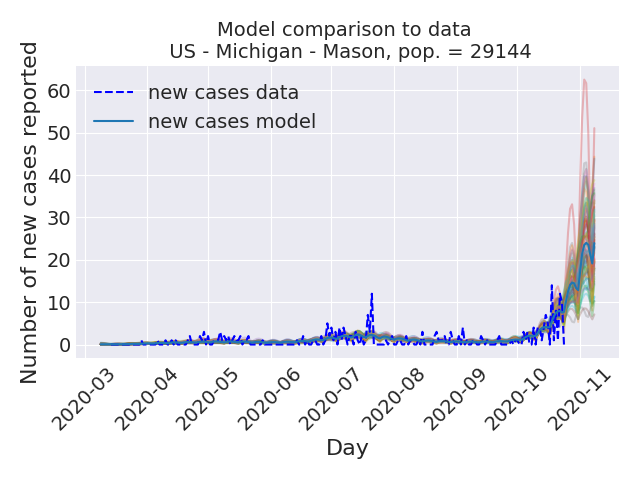 Model comparison to data
US - Michigan - Mason, pop. = 29144
Number of new cases reported
60
50
40
30
20
10
0
new cases data
new cases model
2020-03
2020-04
2020-05
2020-06
2020-07
2020-08
2020-09
2020-10
2020-11
Day